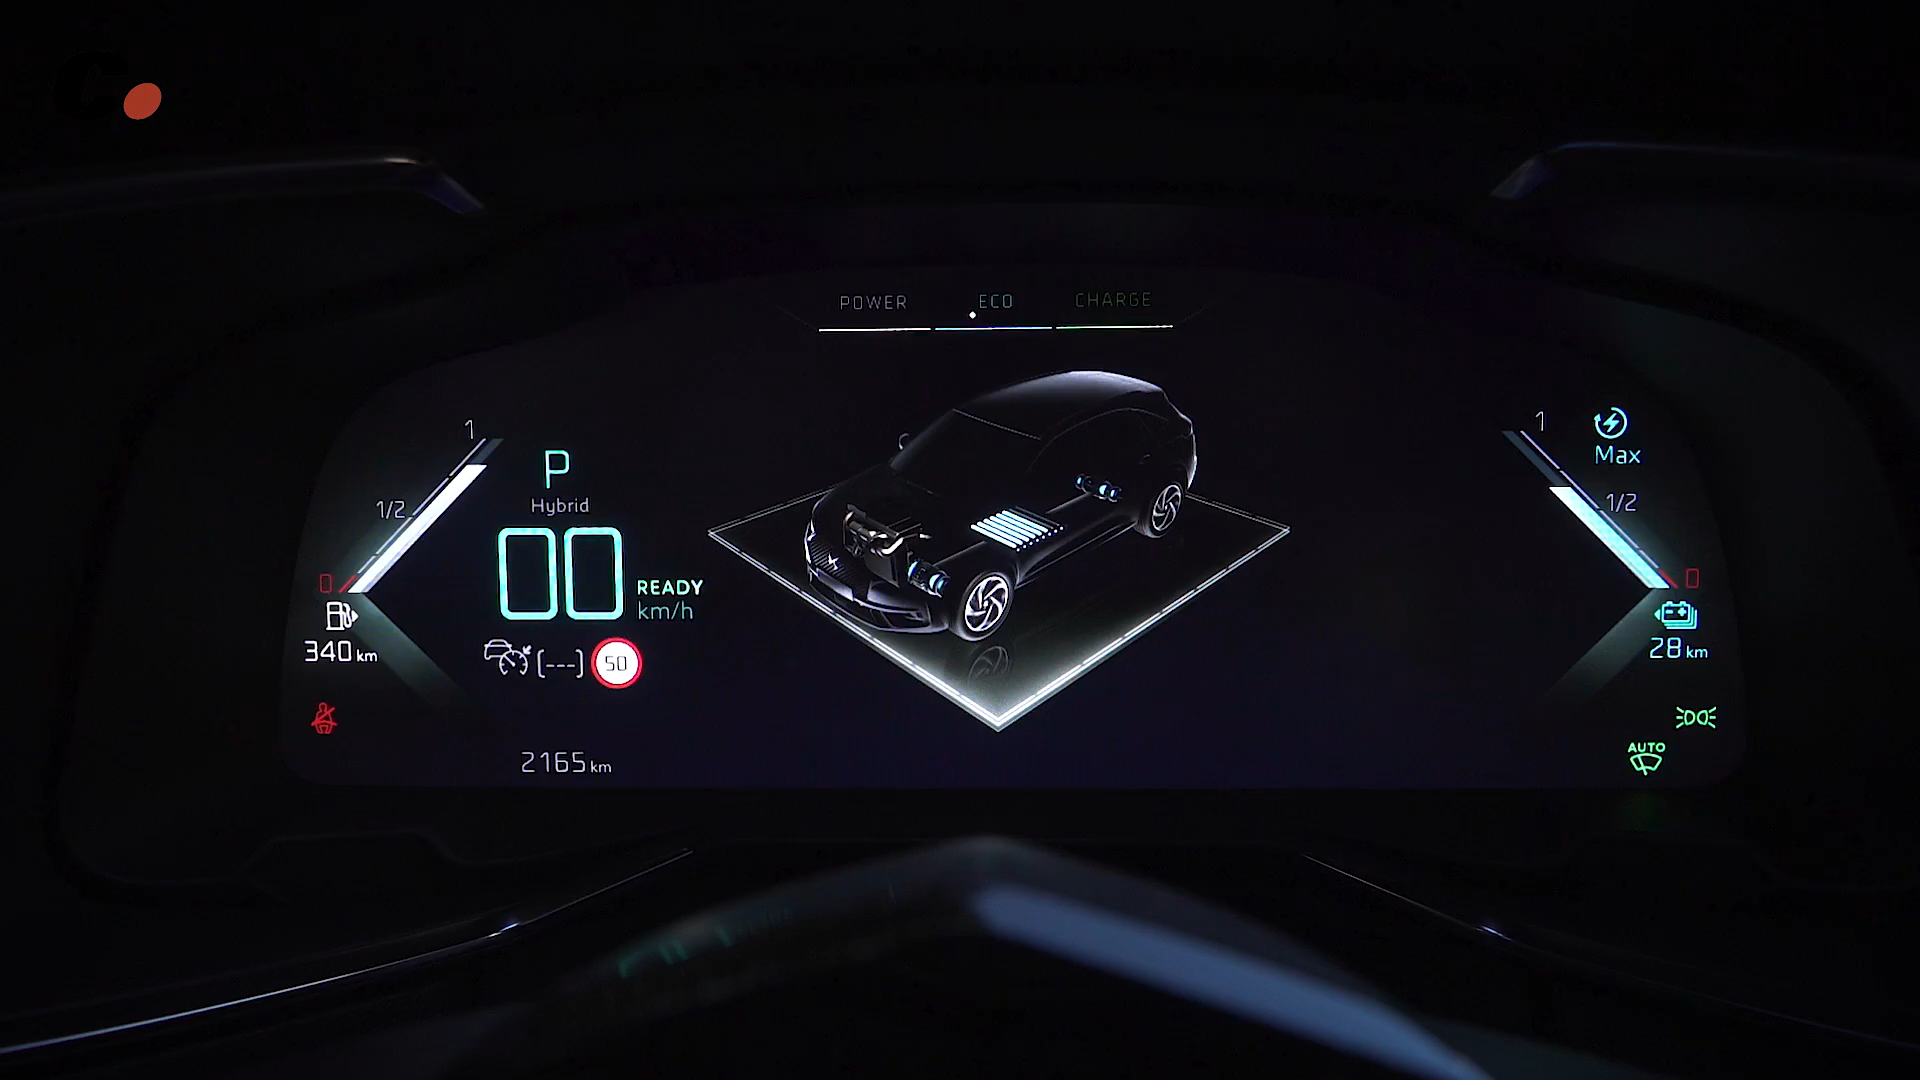 POWER ECO CHARGE
1
1/2
0
340 km
P
Hybrid
00
READY
km/h
[---] 50
2165 km
1
Max
1/2
0
28 km
AUTO